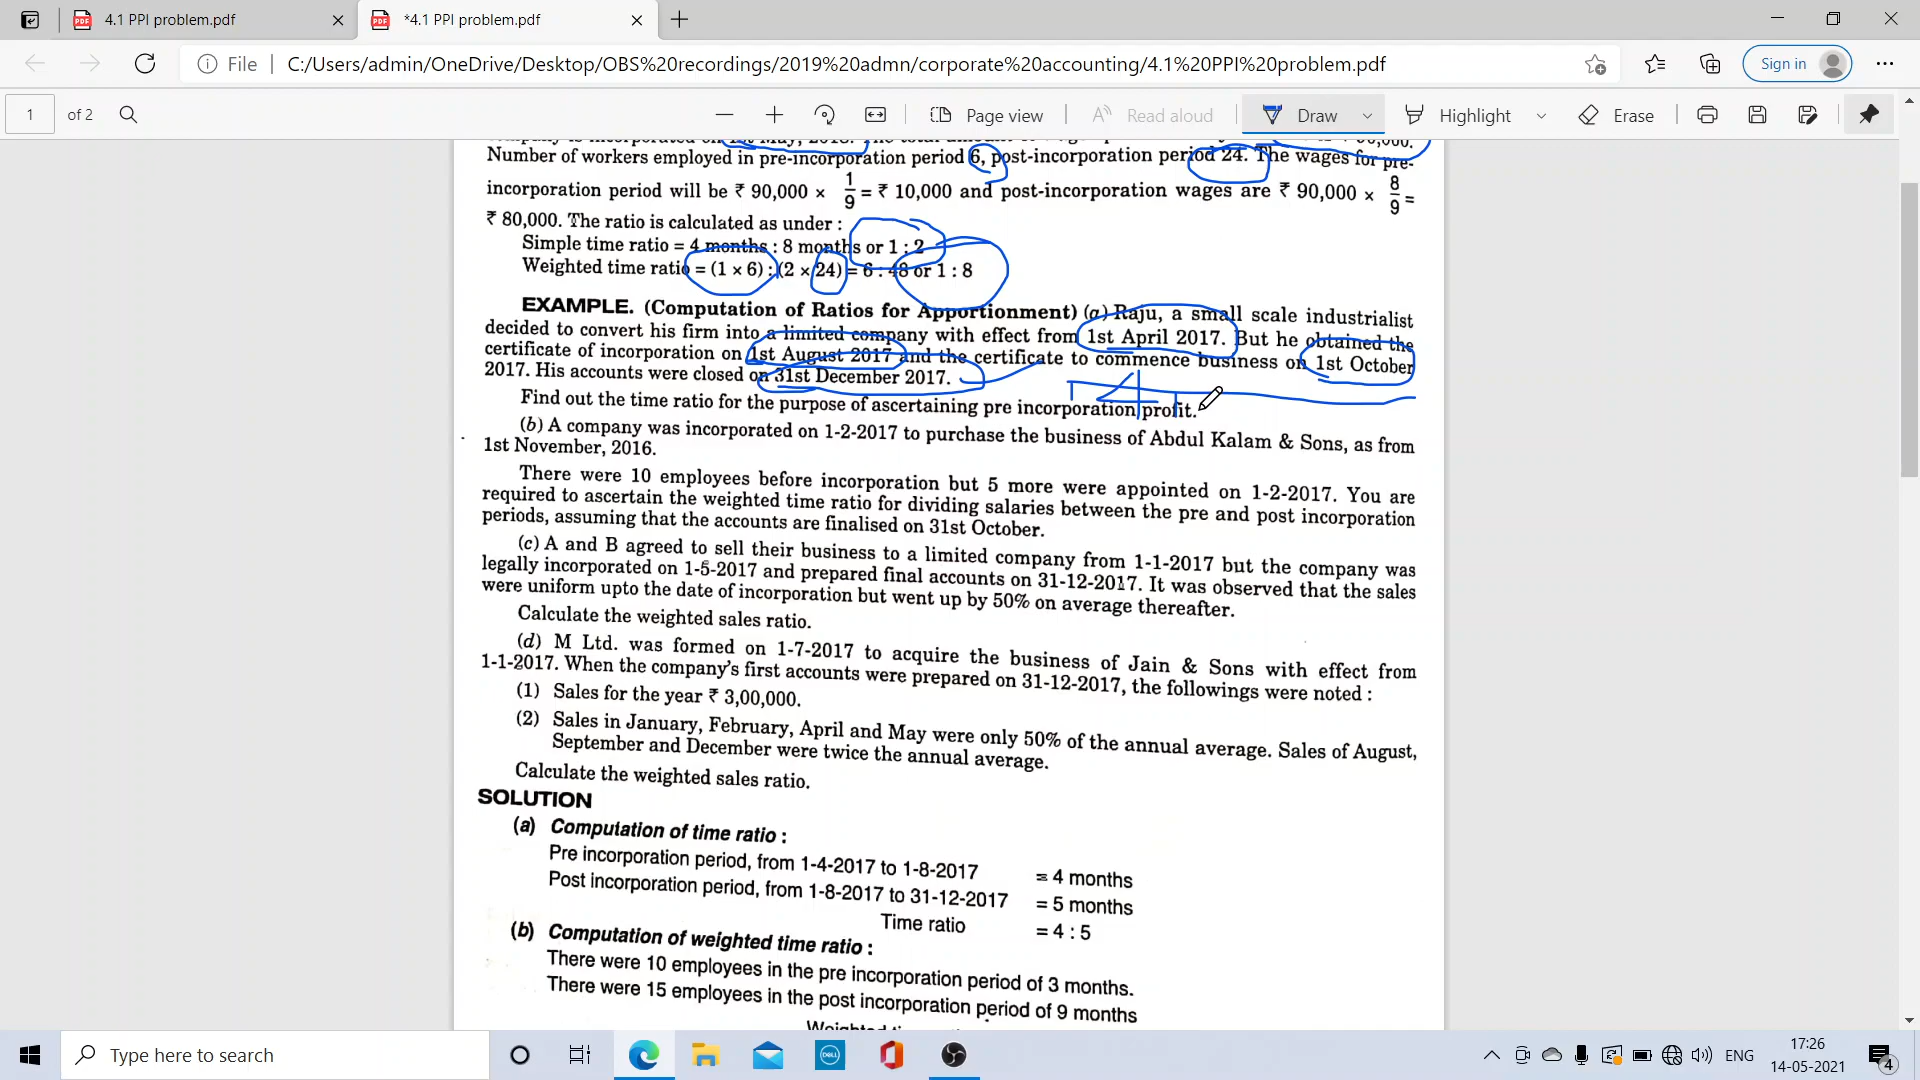 4.1 PPI problem.pdf
*4.1 PPI problem.pdf
File
C:/Users/admin/OneDrive/Desktop/OBS%20recordings/2019%20admn/corporate%20accounting/4.1%20PPI%20problem.pdf
Sign in
1 of 2
Page view
Read aloud
Draw
Highlight
Erase
Number of workers employed in pre-incorporation period 6, post-incorporation period 24. The wages for pre-
incorporation period will be ₹ 90,000 × 1/9 = ₹ 10,000 and post-incorporation wages are ₹ 90,000 × 8/9 =
₹ 80,000. The ratio is calculated as under :
Simple time ratio = 4 months : 8 months or 1 : 2
Weighted time ratio = (1 × 6) : (2 × 24) = 6 : 48 or 1 : 8
EXAMPLE. (Computation of Ratios for Apportionment) (a) Raju, a small scale industrialist
decided to convert his firm into a limited company with effect from 1st April 2017. But he obtained the
certificate of incorporation on 1st August 2017 and the certificate to commence business on 1st October
2017. His accounts were closed on 31st December 2017.
4
Find out the time ratio for the purpose of ascertaining pre incorporation profit.
(b) A company was incorporated on 1-2-2017 to purchase the business of Abdul Kalam & Sons, as from
1st November, 2016.
There were 10 employees before incorporation but 5 more were appointed on 1-2-2017. You are
required to ascertain the weighted time ratio for dividing salaries between the pre and post incorporation
periods, assuming that the accounts are finalised on 31st October.
(c) A and B agreed to sell their business to a limited company from 1-1-2017 but the company was
legally incorporated on 1-5-2017 and prepared final accounts on 31-12-2017. It was observed that the sales
were uniform upto the date of incorporation but went up by 50% on average thereafter.
Calculate the weighted sales ratio.
(d) M Ltd. was formed on 1-7-2017 to acquire the business of Jain & Sons with effect from
1-1-2017. When the company's first accounts were prepared on 31-12-2017, the followings were noted :
(1) Sales for the year ₹ 3,00,000.
(2) Sales in January, February, April and May were only 50% of the annual average. Sales of August,
September and December were twice the annual average.
Calculate the weighted sales ratio.
SOLUTION
(a) Computation of time ratio :
Pre incorporation period, from 1-4-2017 to 1-8-2017 = 4 months
Post incorporation period, from 1-8-2017 to 31-12-2017 = 5 months
Time ratio = 4 : 5
(b) Computation of weighted time ratio :
There were 10 employees in the pre incorporation period of 3 months.
There were 15 employees in the post incorporation period of 9 months
Type here to search
DELL
ENG
17:26
14-05-2021
4